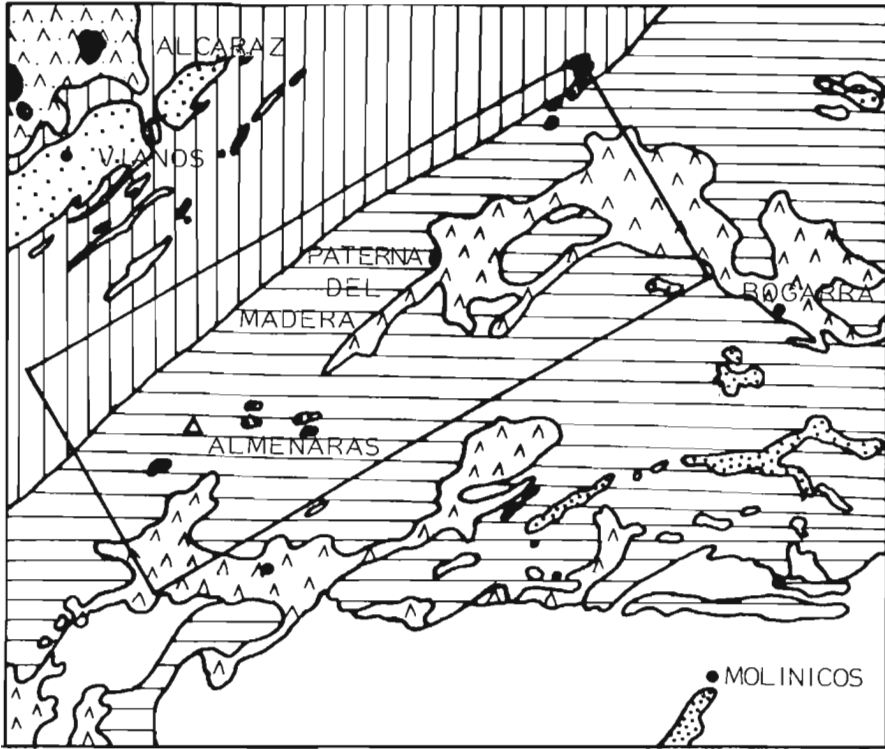 ALCARAZ
VIANOS
PATERNA
DEL
MADERA
BOGARRA
ALMENARAS
MOLINICOS